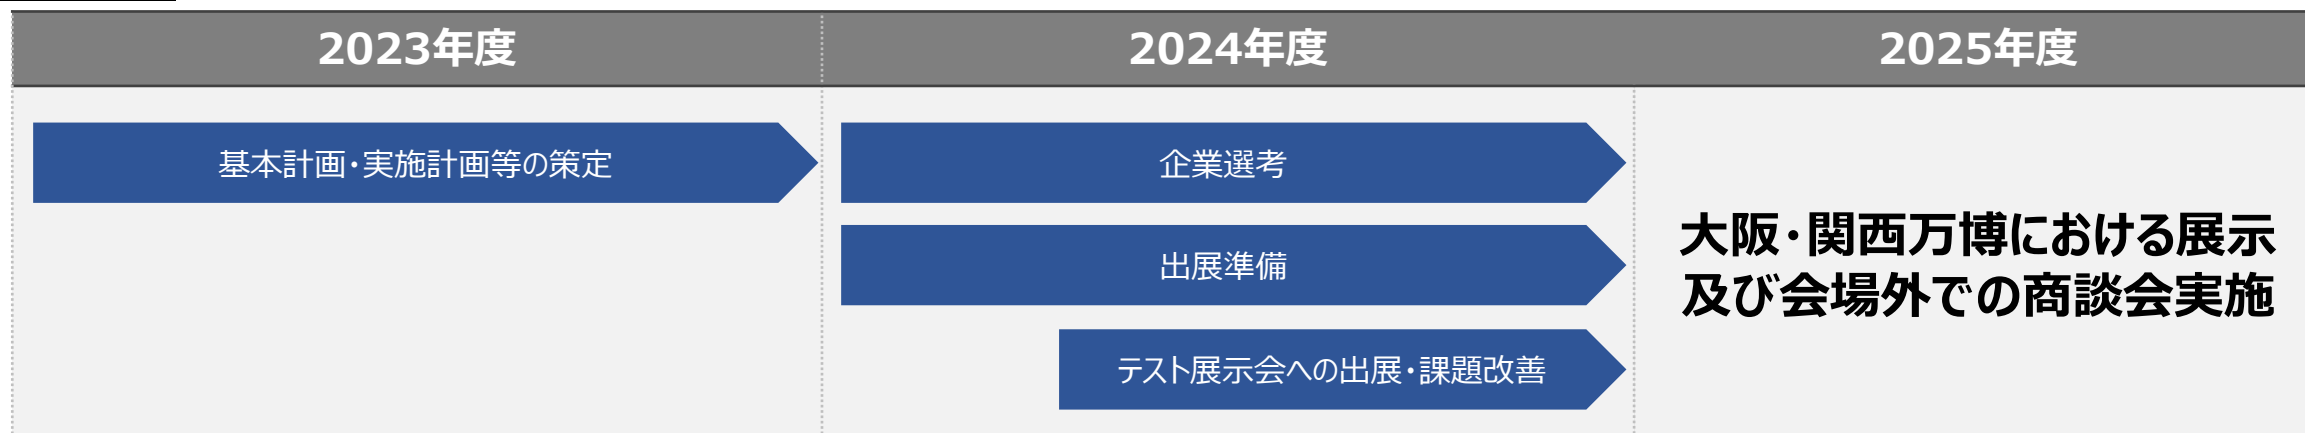 2023年度
2024年度
2025年度
基本計画・実施計画等の策定
企業選考
出展準備
テスト展示会への出展・課題改善
大阪・関西万博における展示
及び会場外での商談会実施